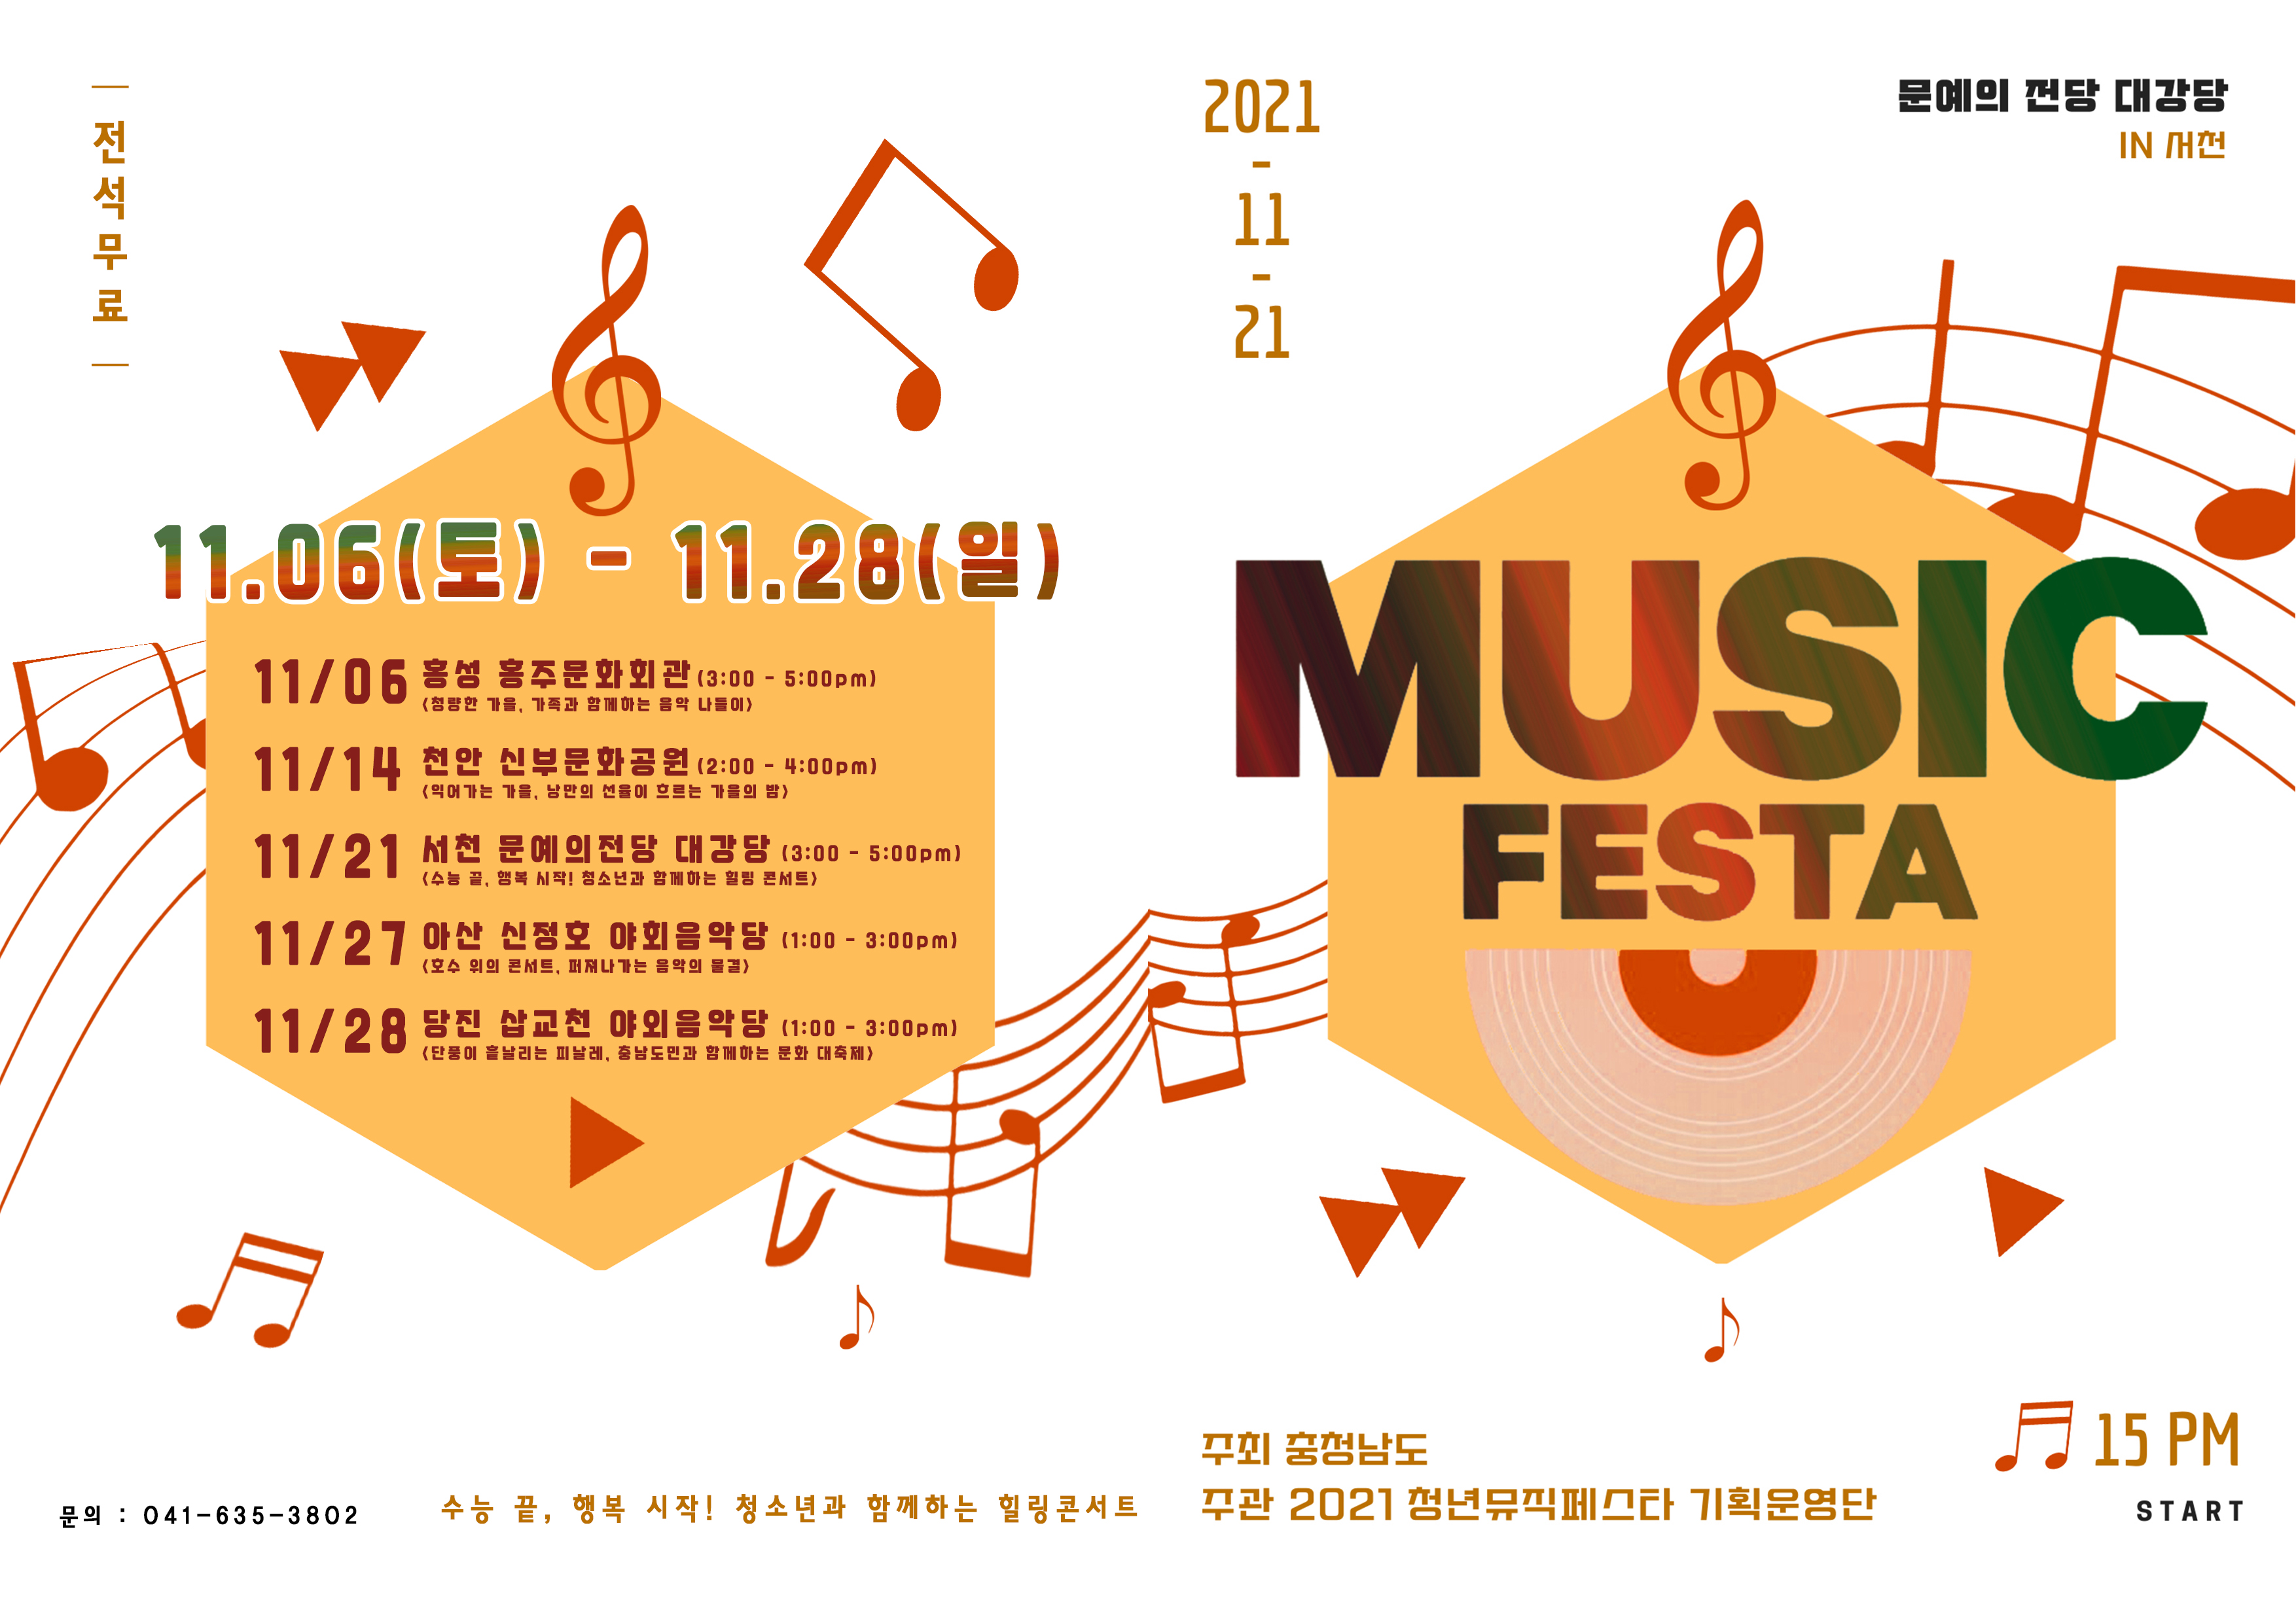 전석무료
11.06(토) - 11.28(일)
11/06 홍성 홍주문화회관 (3:00 - 5:00pm)
(청량한 가을, 가족과 함께하는 음악 나들이)
11/14 천안 신부문화공원 (2:00 - 4:00pm)
(익어가는 가을, 낭만의 선율이 흐르는 가을의 밤)
11/21 서천 문예의전당 대강당 (3:00 - 5:00pm)
(수능 끝, 행복 시작! 청소년과 함께하는 힐링 콘서트)
11/27 아산 신정호 야회음악당 (1:00 - 3:00pm)
(호수 위의 콘서트, 퍼져나가는 음악의 물결)
11/28 당진 삽교천 야외음악당 (1:00 - 3:00pm)
(단풍이 흩날리는 피날레, 충남도민과 함께하는 문화 대축제)
문의 : 041-635-3802
수능 끝, 행복 시작! 청소년과 함께하는 힐링콘서트
2021
-
11
-
21
문예의 전당 대강당
IN 서천
MUSIC
FESTA
주최 충청남도
주관 2021 청년뮤직페스타 기획운영단
15 PM
START